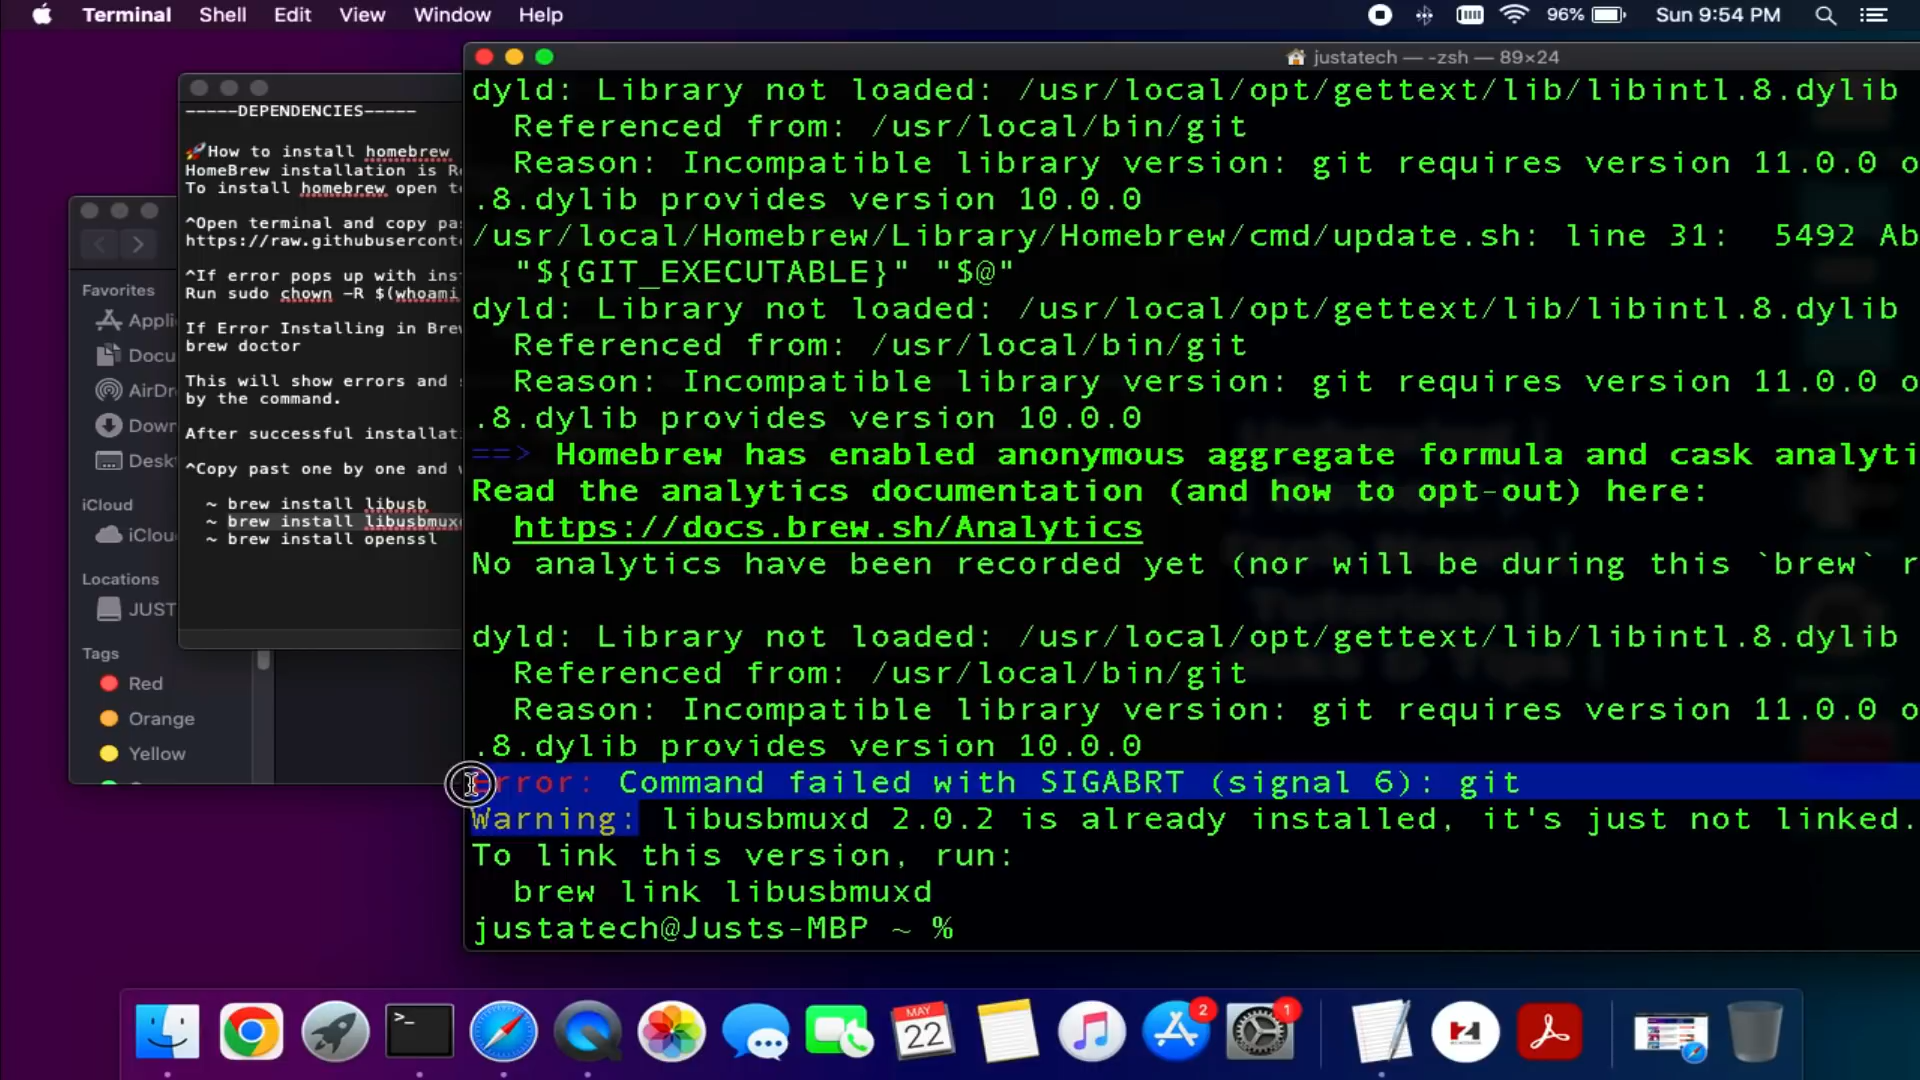 Terminal Shell Edit View Window Help
96% Sun 9:54 PM
justatech — -zsh — 89×24
-----DEPENDENCIES-----
🚀How to install homebrew
HomeBrew installation is R
To install homebrew open t
^Open terminal and copy pa
https://raw.githubuserconte
^If error pops up with ins
Run sudo chown -R $(whoami
If Error Installing in Brew
brew doctor
This will show errors and
by the command.
After successful installat
^Copy past one by one and
~ brew install libusb
~ brew install libusbmuxd
~ brew install openssl
Favorites
Appli
Docu
AirDr
Down
Desk
iCloud
iClou
Locations
JUST
Tags
Red
Orange
Yellow
dyld: Library not loaded: /usr/local/opt/gettext/lib/libintl.8.dylib
Referenced from: /usr/local/bin/git
Reason: Incompatible library version: git requires version 11.0.0 o
.8.dylib provides version 10.0.0
/usr/local/Homebrew/Library/Homebrew/cmd/update.sh: line 31: 5492 Ab
"${GIT_EXECUTABLE}" "$@"
dyld: Library not loaded: /usr/local/opt/gettext/lib/libintl.8.dylib
Referenced from: /usr/local/bin/git
Reason: Incompatible library version: git requires version 11.0.0 o
.8.dylib provides version 10.0.0
==> Homebrew has enabled anonymous aggregate formula and cask analyti
Read the analytics documentation (and how to opt-out) here:
https://docs.brew.sh/Analytics
No analytics have been recorded yet (nor will be during this `brew` r
dyld: Library not loaded: /usr/local/opt/gettext/lib/libintl.8.dylib
Referenced from: /usr/local/bin/git
Reason: Incompatible library version: git requires version 11.0.0 o
.8.dylib provides version 10.0.0
Error: Command failed with SIGABRT (signal 6): git
Warning: libusbmuxd 2.0.2 is already installed, it's just not linked.
To link this version, run:
brew link libusbmuxd
justatech@Justs-MBP ~ %
MAY
22
2
1